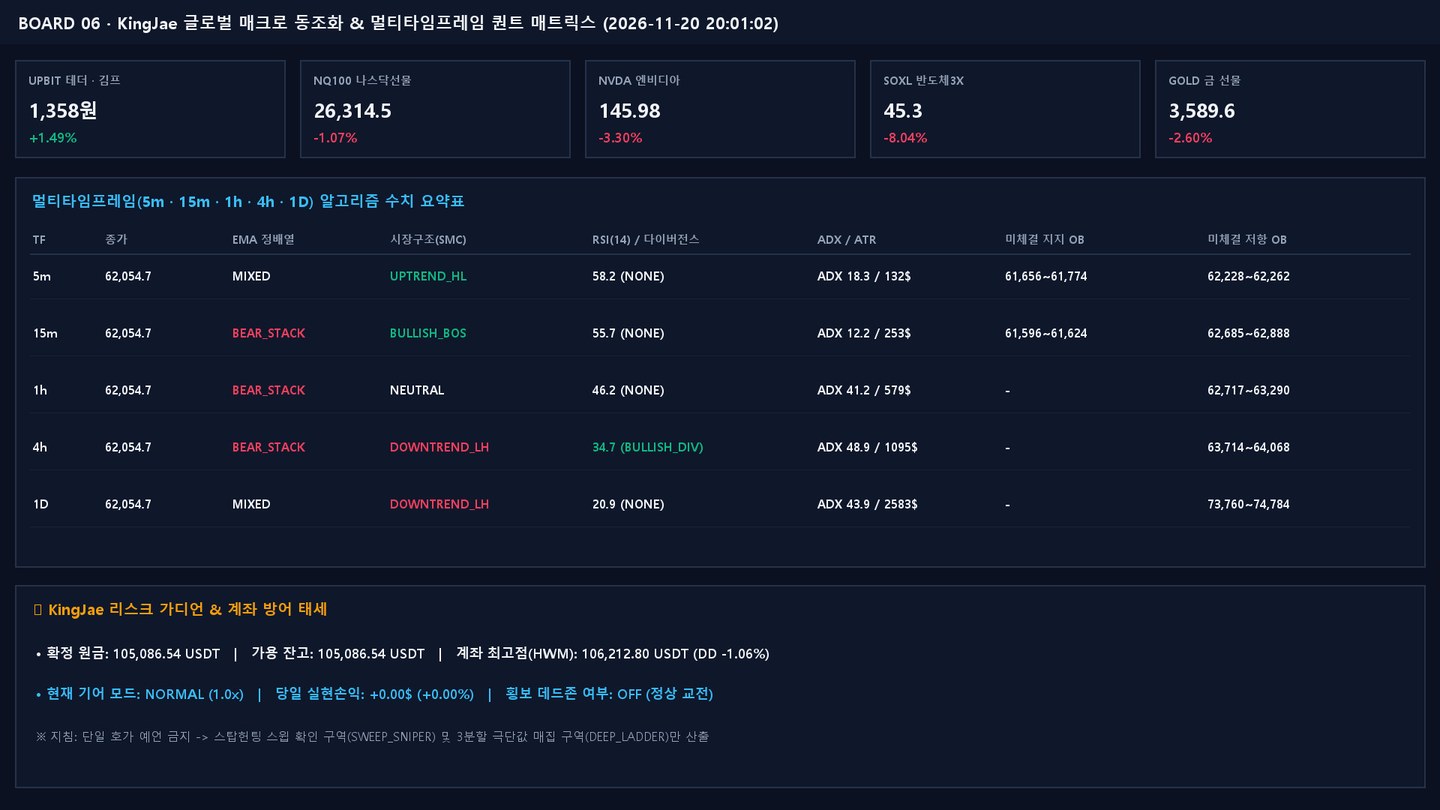 BOARD 06 · KingJae 글로벌 매크로 동조화 & 멀티타임프레임 퀀트 매트릭스 (2026-11-20 20:01:02)
UPBIT 테더 · 김프
1,358원
+1.49%
NQ100 나스닥선물
26,314.5
-1.07%
NVDA 엔비디아
145.98
-3.30%
SOXL 반도체3X
45.3
-8.04%
GOLD 금 선물
3,589.6
-2.60%
멀티타임프레임(5m · 15m · 1h · 4h · 1D) 알고리즘 수치 요약표
TF 종가 EMA 정배열 시장구조(SMC) RSI(14) / 다이버전스 ADX / ATR 미체결 지지 OB 미체결 저항 OB
5m 62,054.7 MIXED UPTREND_HL 58.2 (NONE) ADX 18.3 / 132$ 61,656~61,774 62,228~62,262
15m 62,054.7 BEAR_STACK BULLISH_BOS 55.7 (NONE) ADX 12.2 / 253$ 61,596~61,624 62,685~62,888
1h 62,054.7 BEAR_STACK NEUTRAL 46.2 (NONE) ADX 41.2 / 579$ - 62,717~63,290
4h 62,054.7 BEAR_STACK DOWNTREND_LH 34.7 (BULLISH_DIV) ADX 48.9 / 1095$ - 63,714~64,068
1D 62,054.7 MIXED DOWNTREND_LH 20.9 (NONE) ADX 43.9 / 2583$ - 73,760~74,784
KingJae 리스크 가디언 & 계좌 방어 태세
• 확정 원금: 105,086.54 USDT | 가용 잔고: 105,086.54 USDT | 계좌 최고점(HWM): 106,212.80 USDT (DD -1.06%)
• 현재 기어 모드: NORMAL (1.0x) | 당일 실현손익: +0.00$ (+0.00%) | 횡보 데드존 여부: OFF (정상 교전)
※ 지침: 단일 호가 예언 금지 -> 스탑헌팅 스윕 확인 구역(SWEEP_SNIPER) 및 3분할 극단값 매집 구역(DEEP_LADDER)만 산출